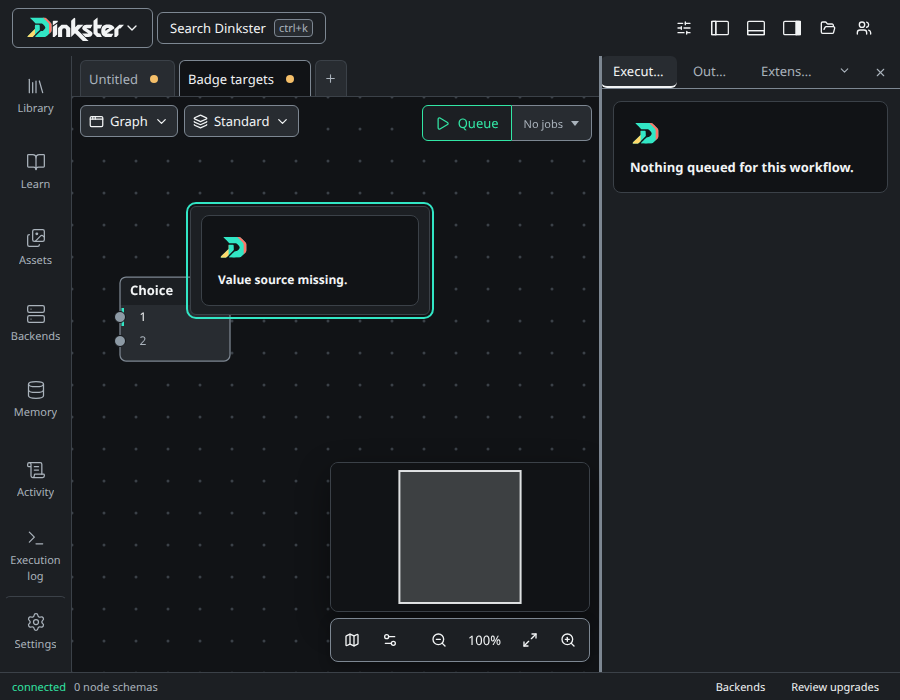 Dinkster
Search Dinkster ctrl+k
Untitled
Badge targets
+
Execut...
Out...
Extens...
Library
Learn
Assets
Backends
Memory
Activity
Execution
log
Settings
Graph
Standard
Queue
No jobs
Nothing queued for this workflow.
Value source missing.
Choice
1
2
100%
connected 0 node schemas
Backends
Review upgrades